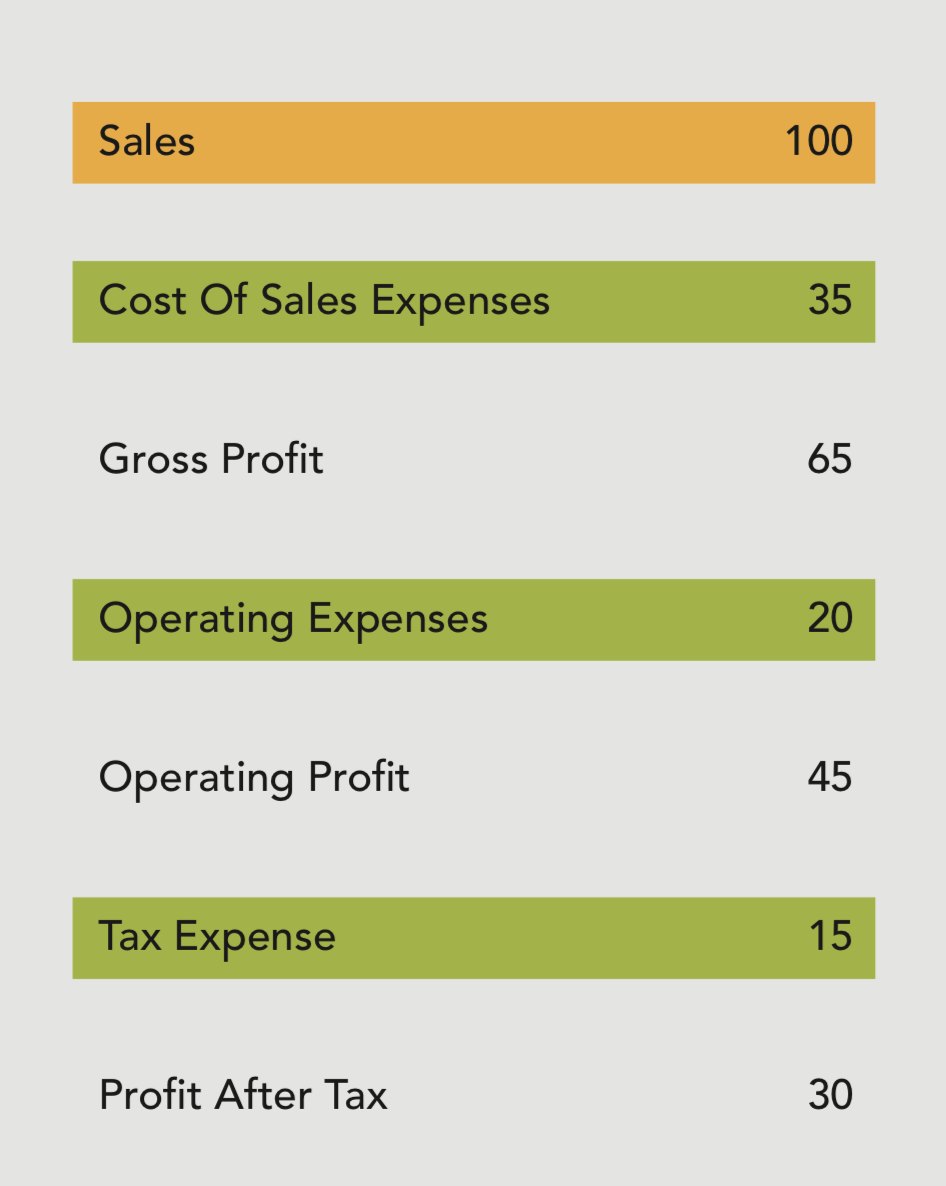 Sales 100
Cost Of Sales Expenses 35
Gross Profit 65
Operating Expenses 20
Operating Profit 45
Tax Expense 15
Profit After Tax 30